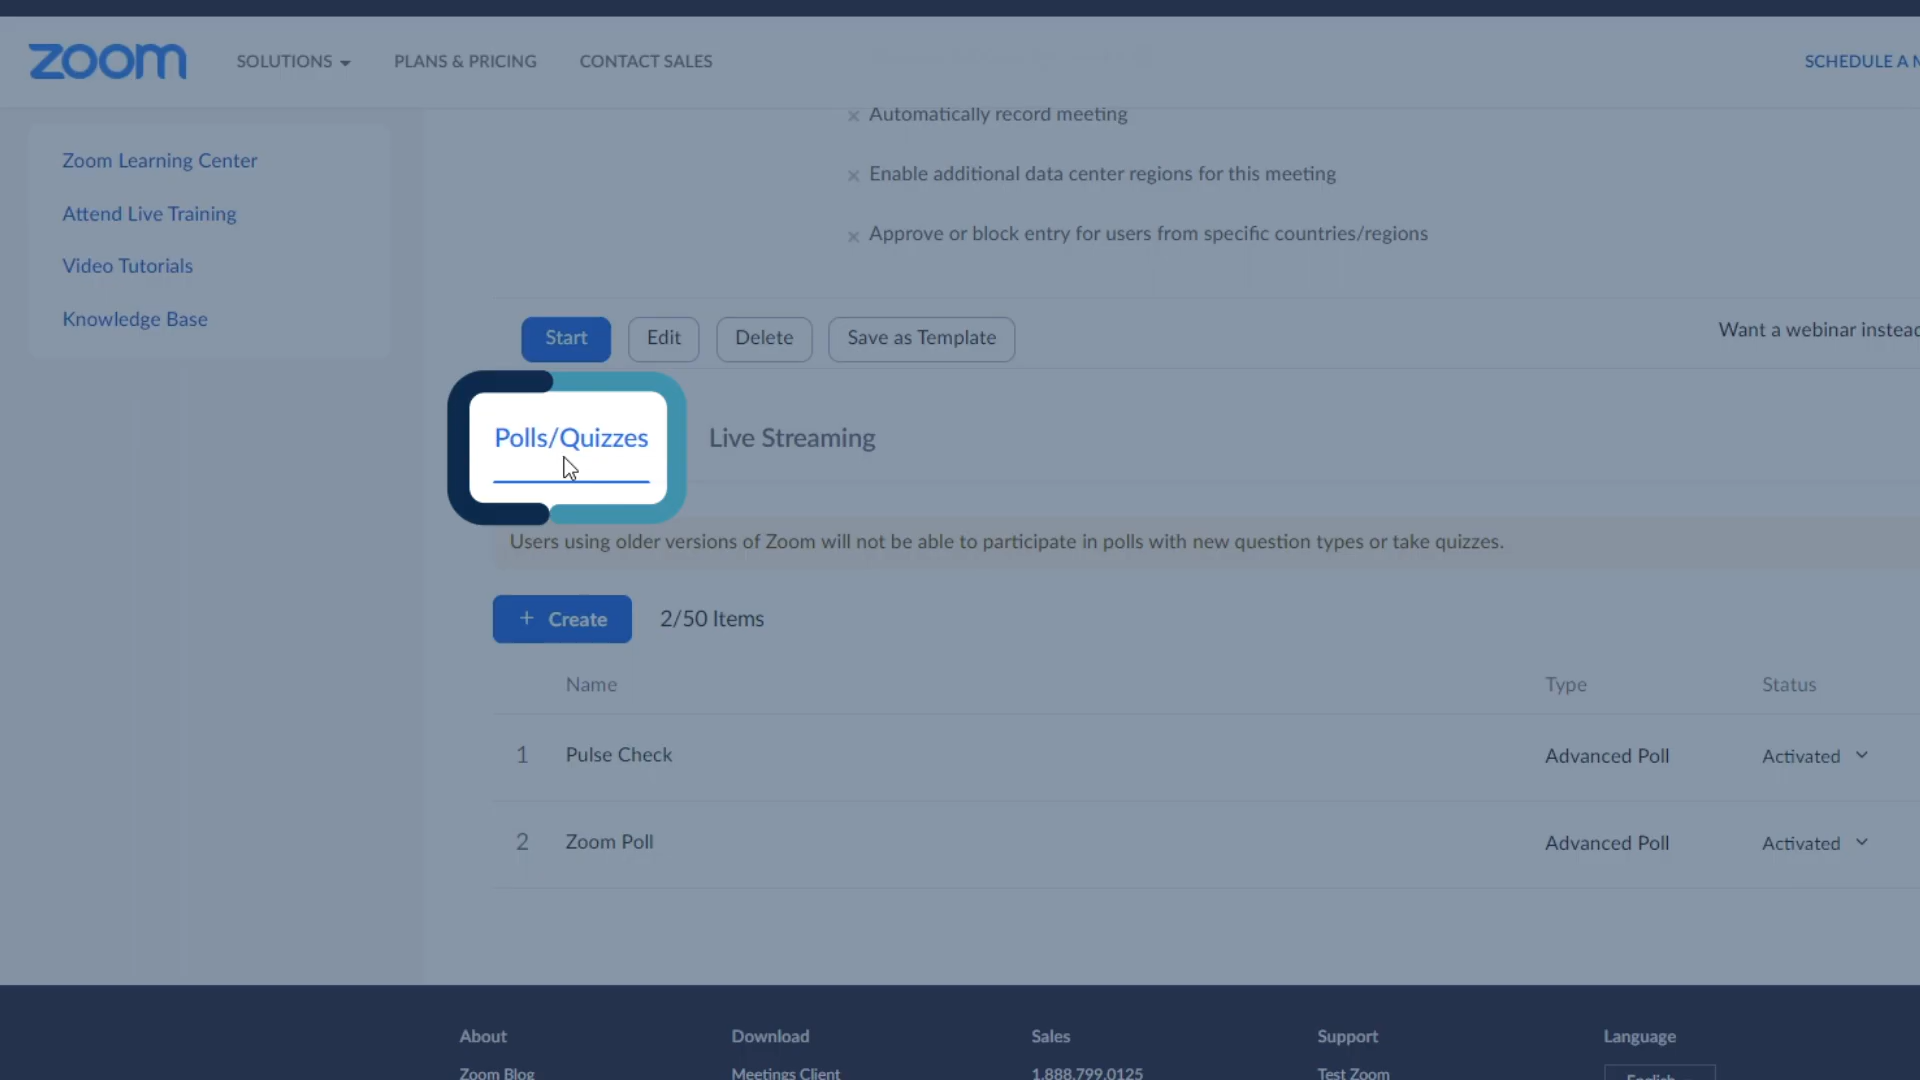 zoom
SOLUTIONS
PLANS & PRICING
CONTACT SALES
SCHEDULE A
Automatically record meeting
Zoom Learning Center
Enable additional data center regions for this meeting
Attend Live Training
Approve or block entry for users from specific countries/regions
Video Tutorials
Knowledge Base
Start
Edit
Delete
Save as Template
Want a webinar instead
Polls/Quizzes
Live Streaming
Users using older versions of Zoom will not be able to participate in polls with new question types or take quizzes.
+ Create
2/50 Items
Name
Type
Status
1
Pulse Check
Advanced Poll
Activated
2
Zoom Poll
Advanced Poll
Activated
About
Download
Sales
Support
Language
Zoom Blog
Meetings Client
1.888.799.0125
Test Zoom
English